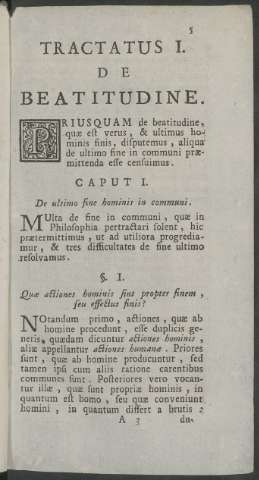 5
TRACTATUS I.
DE
BEATITUDINE.
PRIUSQUAM de beatitudine,
quæ est verus, & ultimus ho-
minis finis, disputemus, aliqua
de ultimo fine in communi præ-
mittenda esse censuimus.
CAPUT I.
De ultimo fine hominis in communi.
MUlta de fine in communi, quæ in
Philosophia pertractari solent, hic
prætermittimus, ut ad utiliora progredia-
mur, & tres difficultates de fine ultimo
resolvamus.
§. I.
Quæ actiones hominis sint propter finem,
seu effectus finis?
NOtandum primo, actiones, quæ ab
homine procedunt, esse duplicis ge-
neris, quædam dicuntur actiones hominis,
aliæ appellantur actiones humanæ. Priores
sunt, quæ ab homine producuntur, sed
tamen ipsi cum aliis ratione carentibus
communes sunt. Posteriores vero vocan-
tur illæ, quæ sunt propriæ hominis, in
quantum est homo, seu quæ conveniunt
homini, in quantum differt a brutis 2
A 3 du-